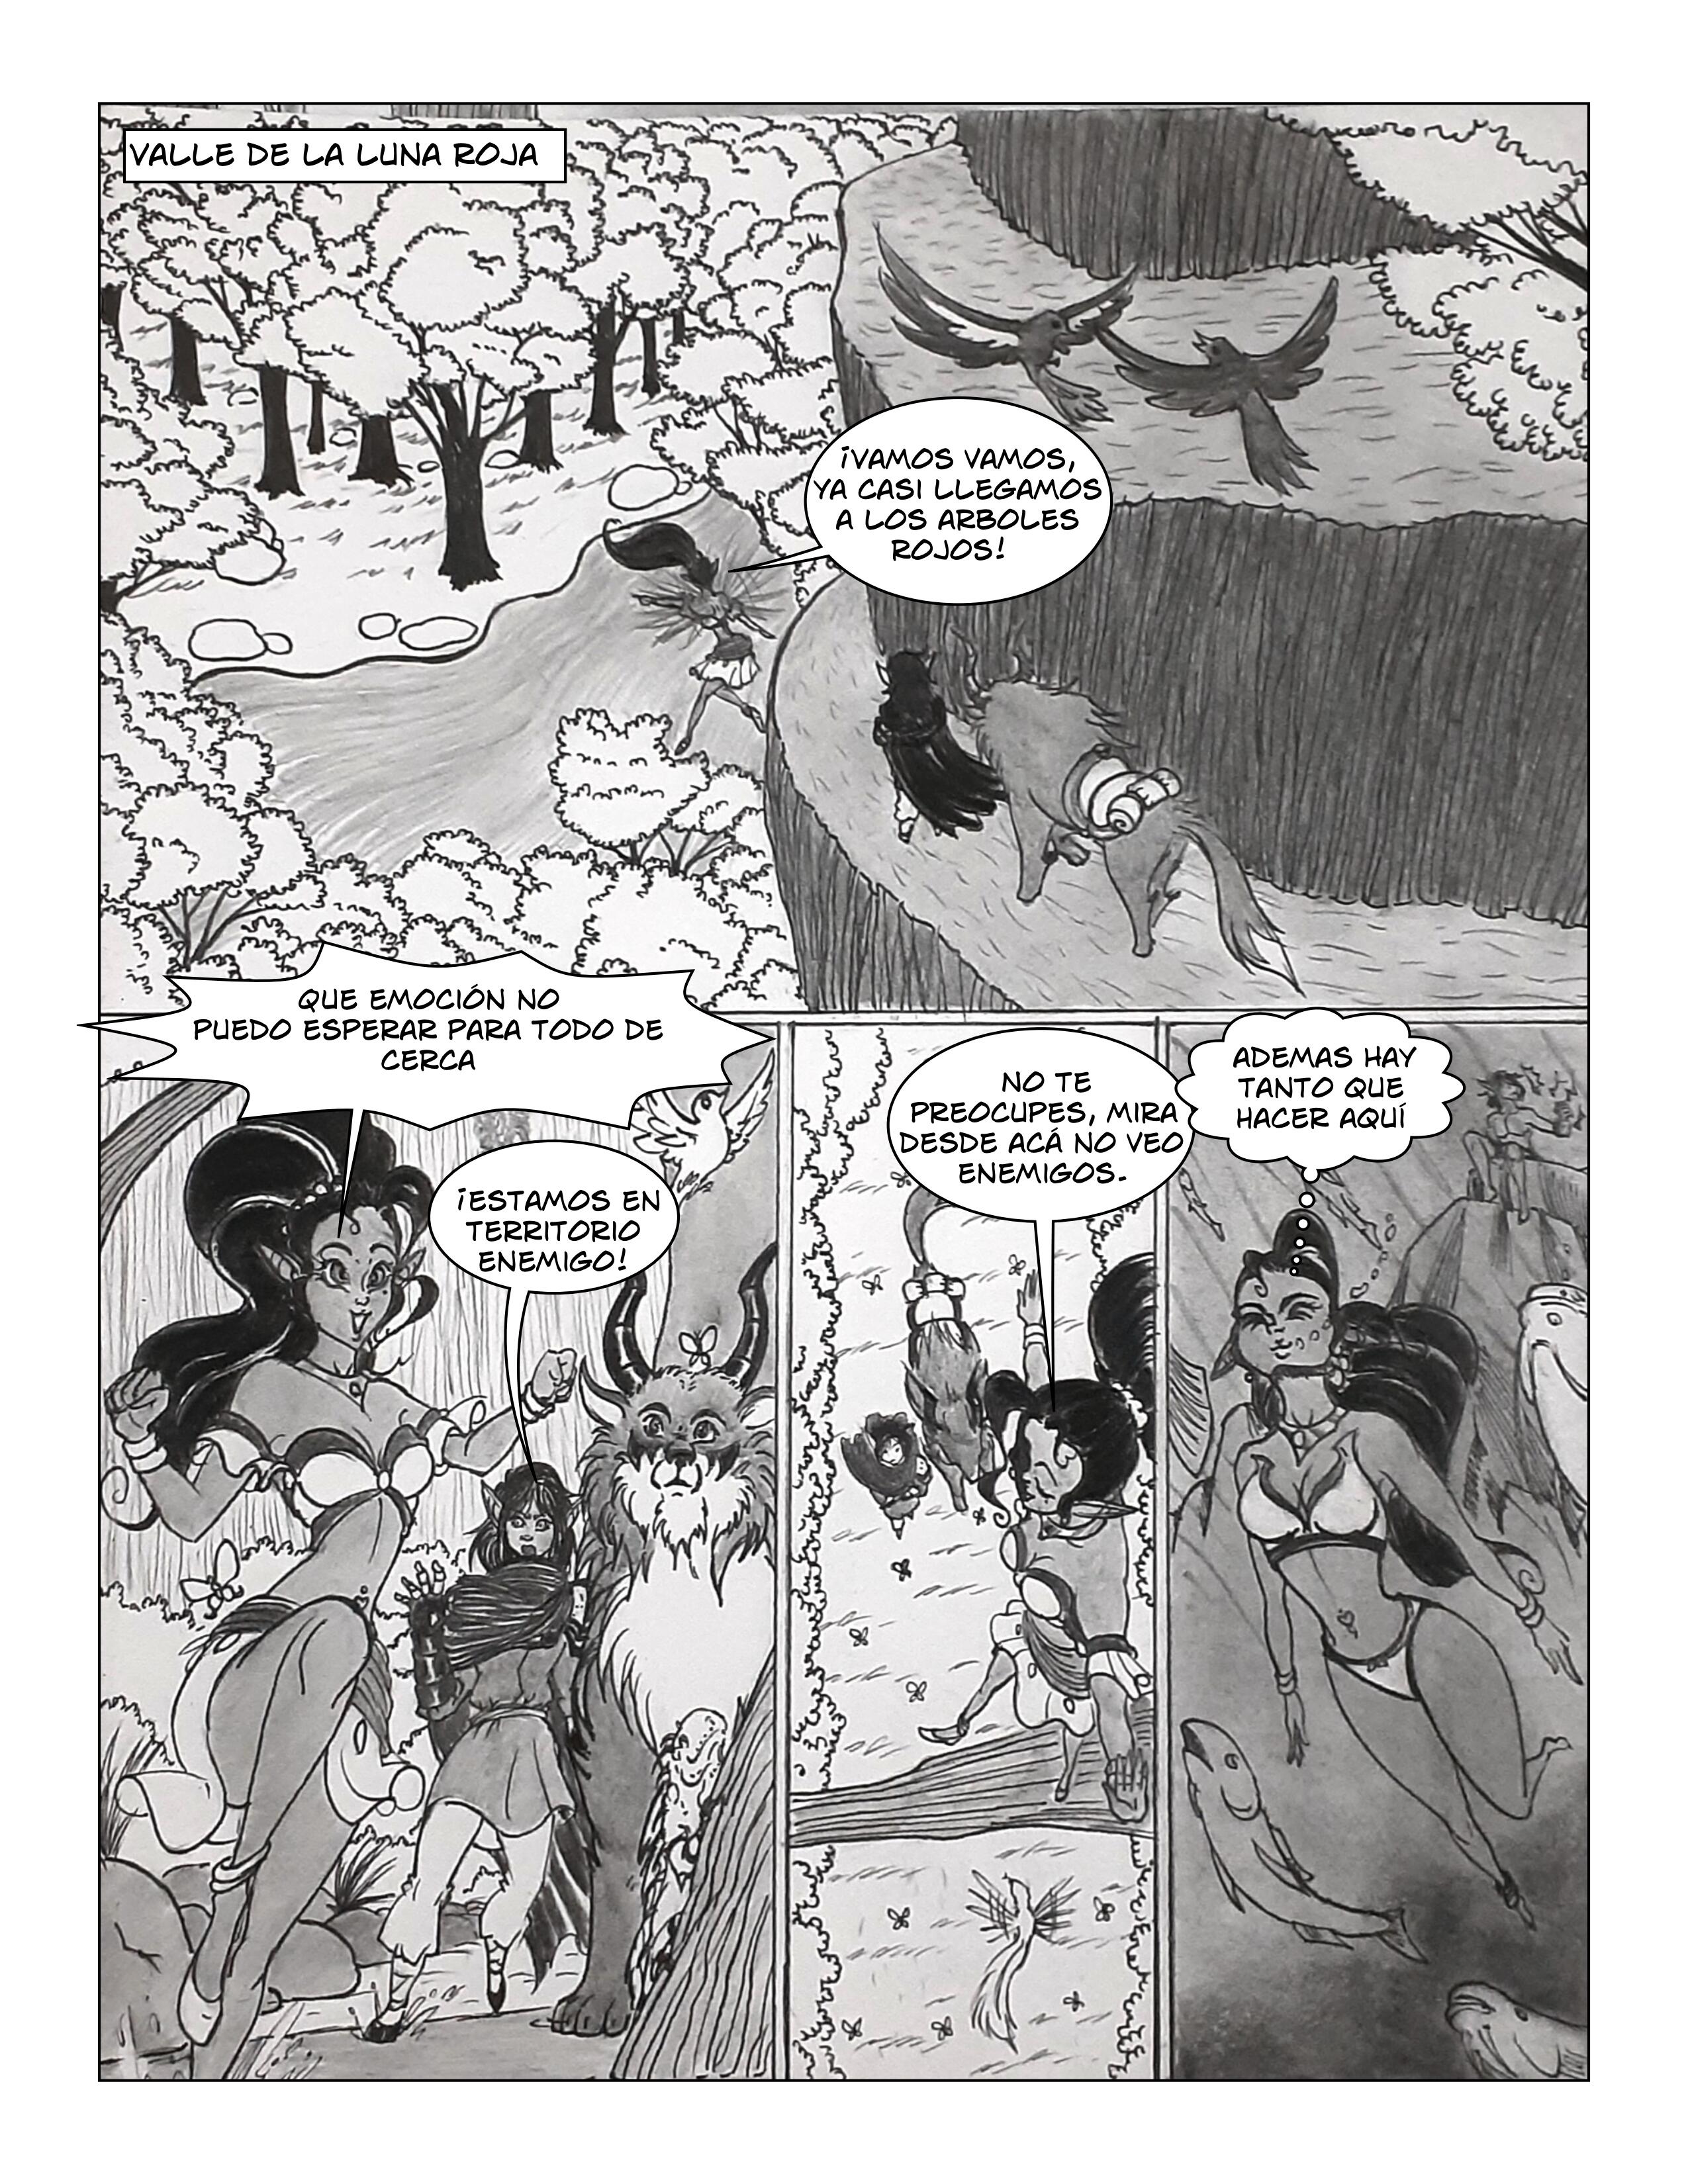 VALLE DE LA LUNA ROJA
¡VAMOS VAMOS,
YA CASI LLEGAMOS
A LOS ARBOLES
ROJOS!
QUE EMOCIÓN NO
PUEDO ESPERAR PARA TODO DE
CERCA
¡ESTAMOS EN
TERRITORIO
ENEMIGO!
NO TE
PREOCUPES, MIRA
DESDE ACÁ NO VEO
ENEMIGOS.
ADEMAS HAY
TANTO QUE
HACER AQUÍ